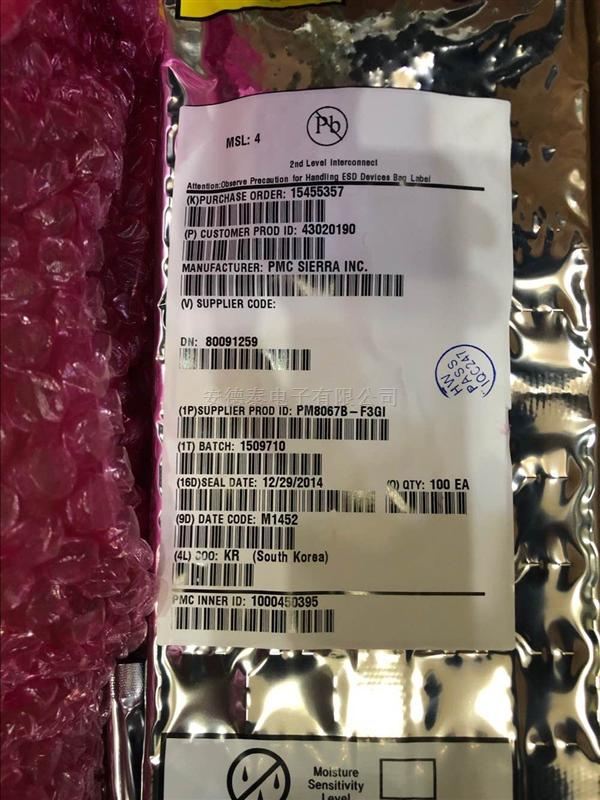 MSL: 4
Pb
2nd Level Interconnect
Attention:Observe Precaution for Handling ESD Devices Bag Label
(K)PURCHASE ORDER: 15455357
(P) CUSTOMER PROD ID: 43020190
MANUFACTURER: PMC SIERRA INC.
(V) SUPPLIER CODE:
DN: 80091259
HW
PASS
IQC247
安德泰电子有限公司
(1P)SUPPLIER PROD ID: PM8067B-F3GI
(1T) BATCH: 1509710
(16D)SEAL DATE: 12/29/2014 (Q) QTY: 100 EA
(9D) DATE CODE: M1452
(4L) COO: KR (South Korea)
PMC INNER ID: 1000450395
Moisture
Sensitivity
Level